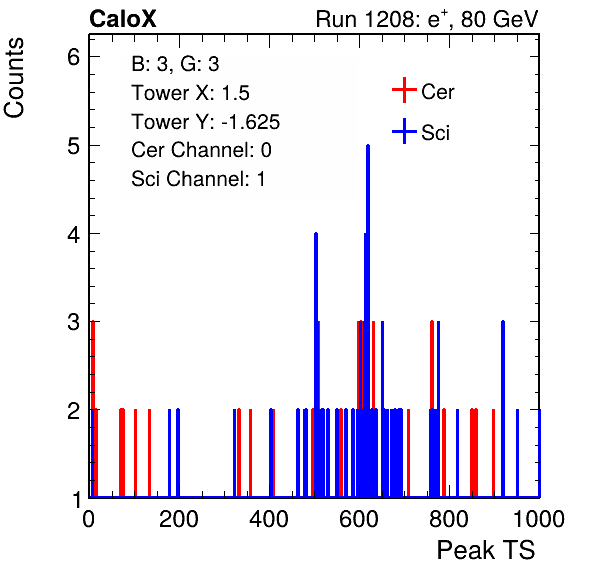 CaloX Run 1208: e⁺, 80 GeV
Counts
B: 3, G: 3
Tower X: 1.5
Tower Y: -1.625
Cer Channel: 0
Sci Channel: 1
Cer
Sci
6
5
4
3
2
1
0 200 400 600 800 1000
Peak TS